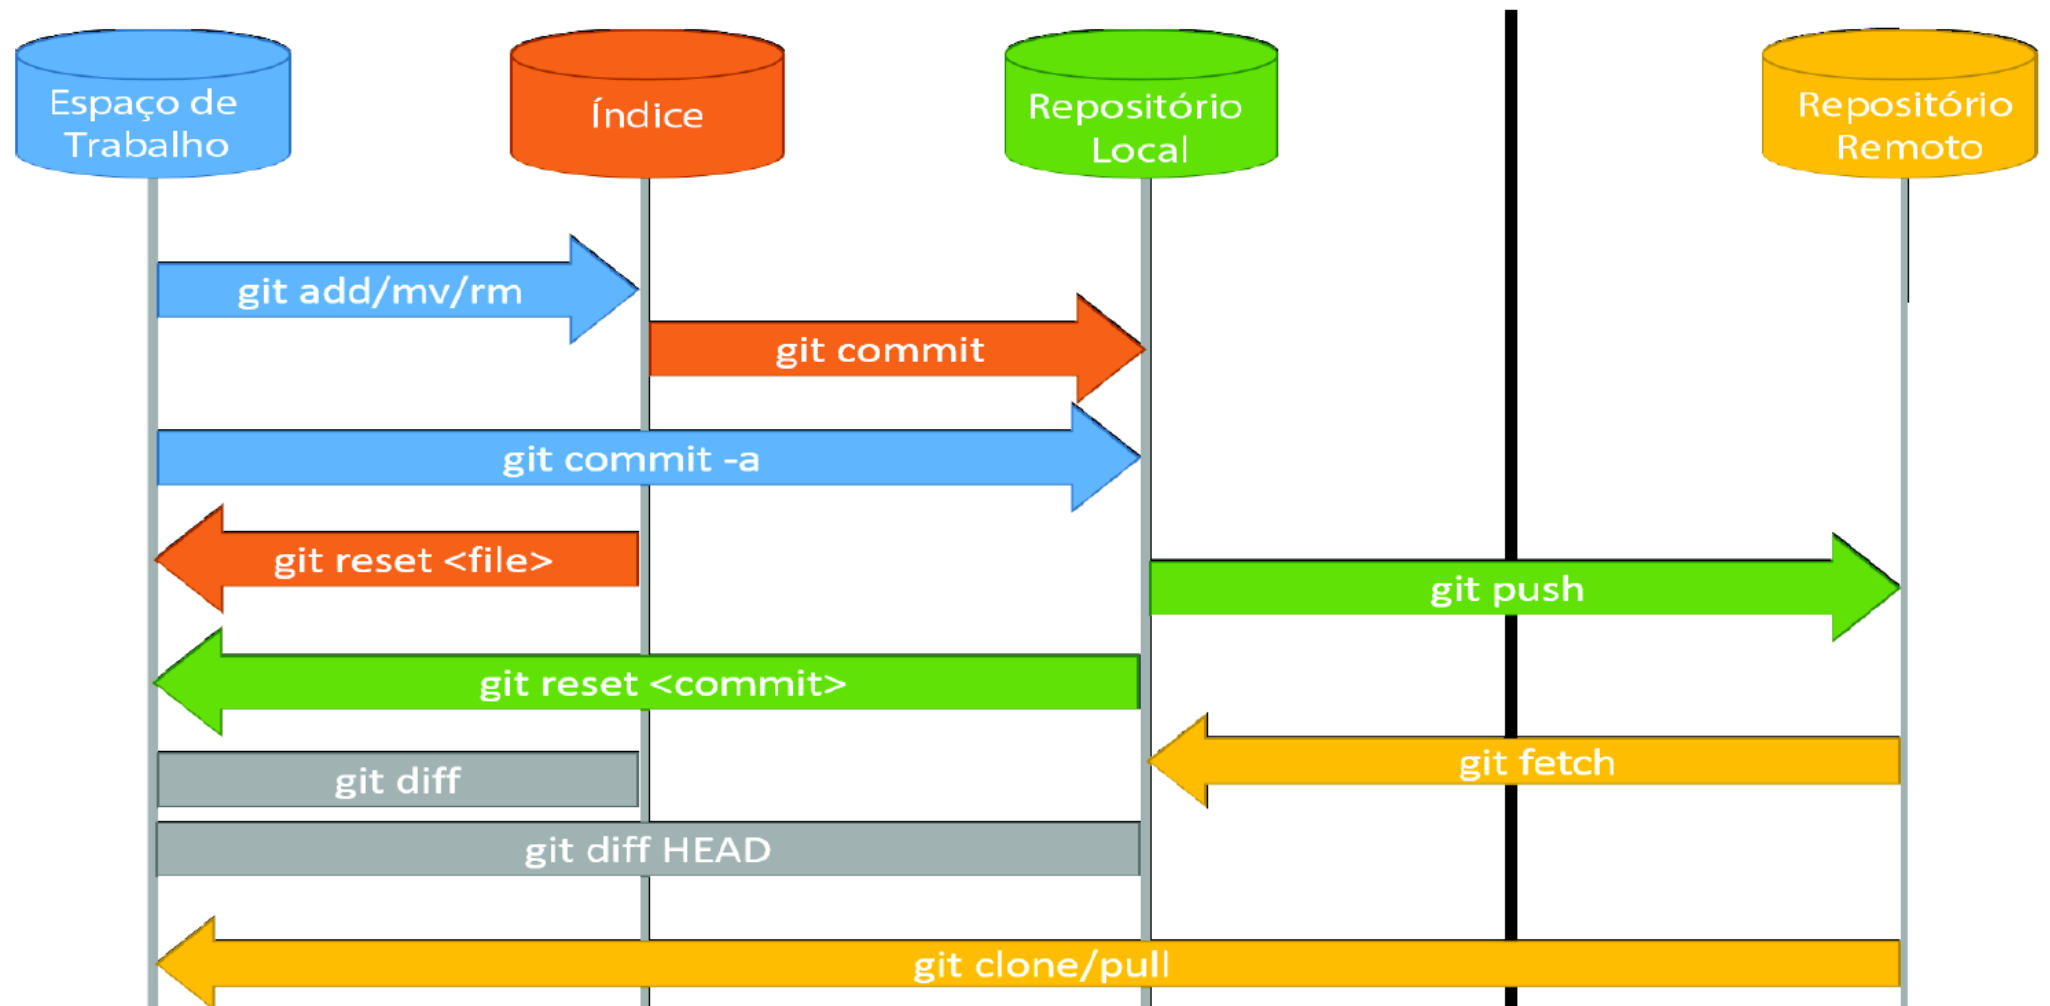 Espaço de
Trabalho
Índice
Repositório
Local
Repositório
Remoto
git add/mv/rm
git commit
git commit -a
git reset <file>
git push
git reset <commit>
git fetch
git diff
git diff HEAD
git clone/pull